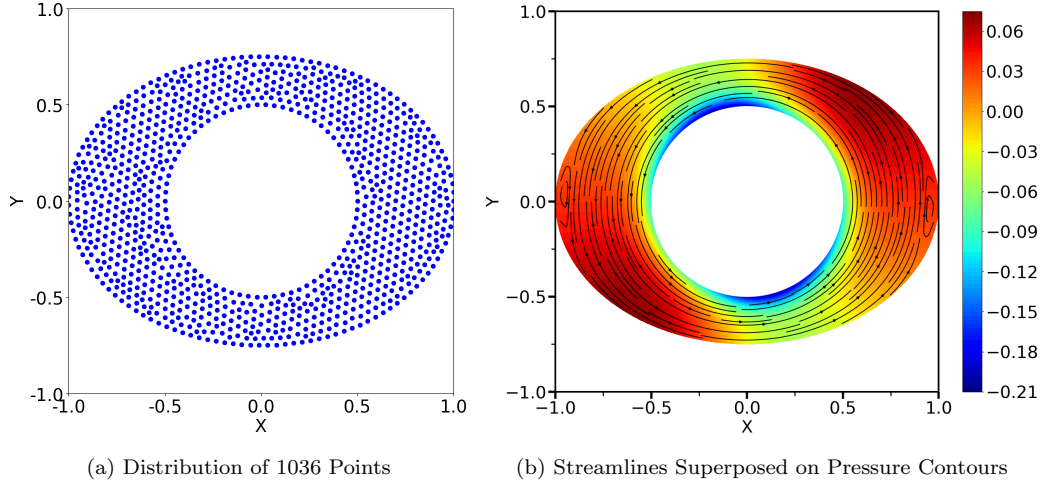 1.0
0.5
0.0
-0.5
-1.0
Y
-1.0 -0.5 0.0 0.5 1.0
X
1.0
0.5
0.0
−0.5
−1.0
Y
−1.0 −0.5 0.0 0.5 1.0
X
0.06
0.03
0.00
−0.03
−0.06
−0.09
−0.12
−0.15
−0.18
−0.21
(a) Distribution of 1036 Points
(b) Streamlines Superposed on Pressure Contours